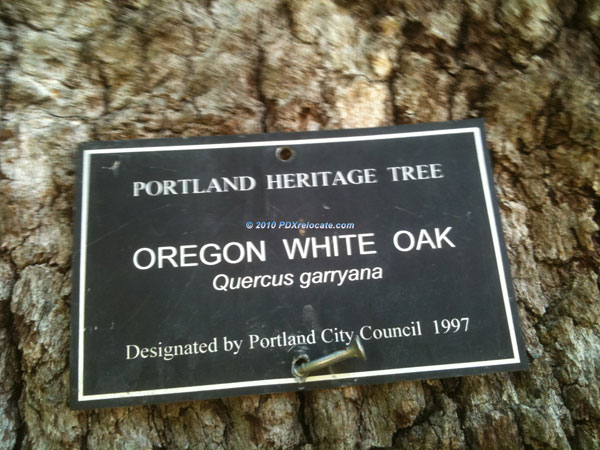 PORTLAND HERITAGE TREE
© 2010 PDXrelocate.com
OREGON WHITE OAK
Quercus garryana
Designated by Portland City Council 1997